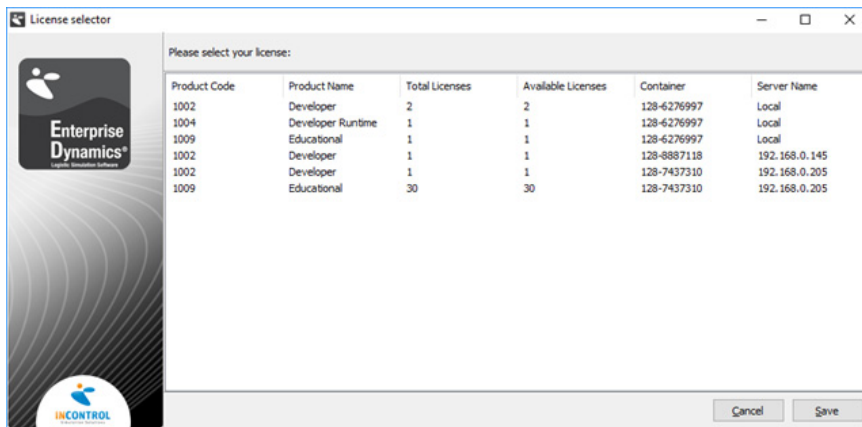 License selector
Please select your license:
Enterprise
Dynamics®
Logistic Simulation Software
Product Code Product Name Total Licenses Available Licenses Container Server Name
1002 Developer 2 2 128-6276997 Local
1004 Developer Runtime 1 1 128-6276997 Local
1009 Educational 1 1 128-6276997 Local
1002 Developer 1 1 128-8887118 192.168.0.145
1002 Developer 1 1 128-7437310 192.168.0.205
1009 Educational 30 30 128-7437310 192.168.0.205
INCONTROL
Cancel Save